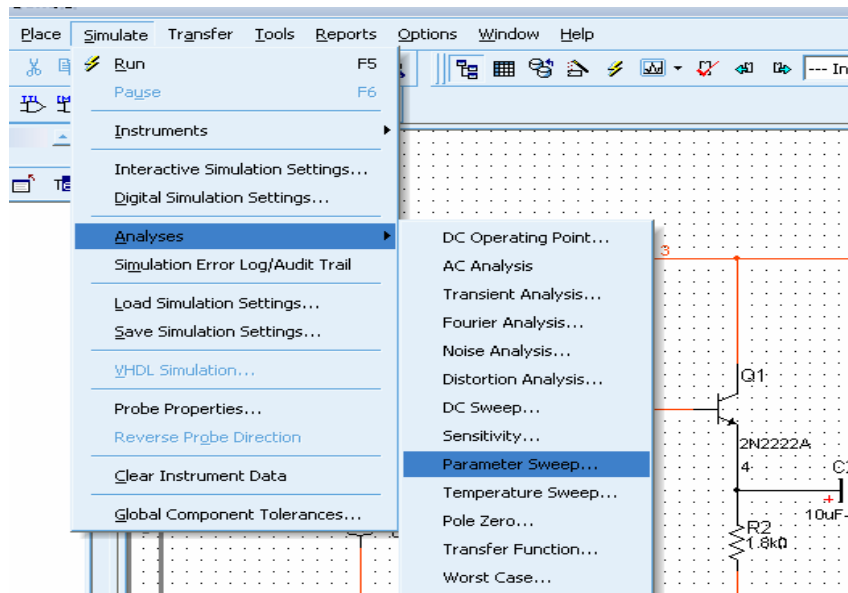 Place Simulate Transfer Tools Reports Options Window Help
Run F5
Pause F6
Instruments
Interactive Simulation Settings...
Digital Simulation Settings...
Analyses
Simulation Error Log/Audit Trail
Load Simulation Settings...
Save Simulation Settings...
VHDL Simulation...
Probe Properties...
Reverse Probe Direction
Clear Instrument Data
Global Component Tolerances...
DC Operating Point...
AC Analysis
Transient Analysis...
Fourier Analysis...
Noise Analysis...
Distortion Analysis...
DC Sweep...
Sensitivity...
Parameter Sweep...
Temperature Sweep...
Pole Zero...
Transfer Function...
Worst Case...
--- In
3
Q1
2N2222A
4
10uF-
R2
1.8kΩ